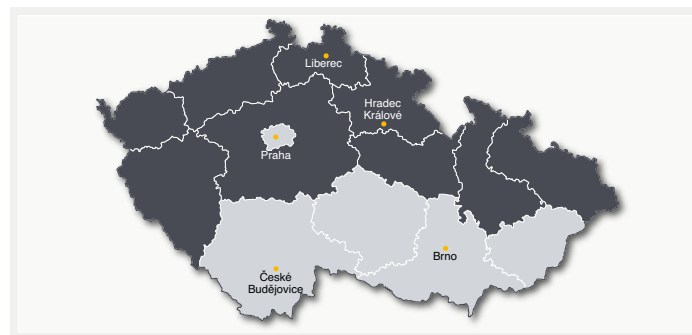 Liberec
Hradec
Králové
Praha
Brno
České
Budějovice